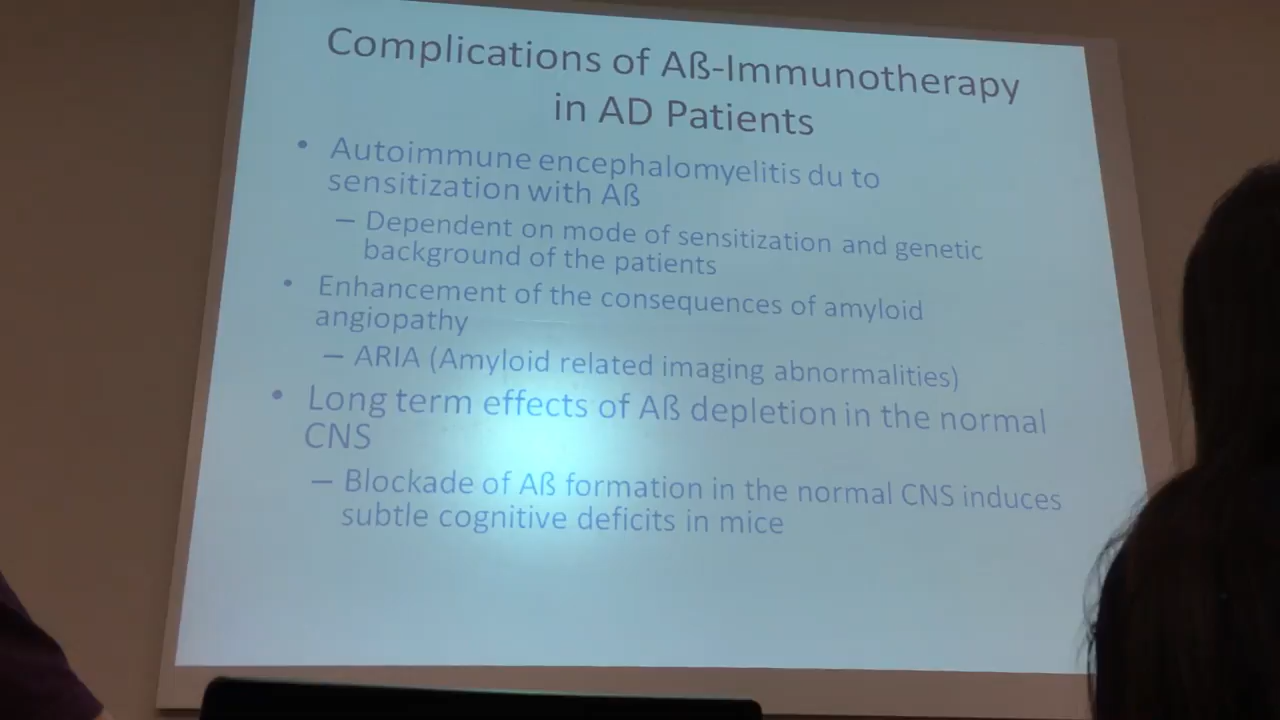 Complications of Aß-Immunotherapy
in AD Patients
• Autoimmune encephalomyelitis du to
sensitization with Aß
– Dependent on mode of sensitization and genetic
background of the patients
• Enhancement of the consequences of amyloid
angiopathy
– ARIA (Amyloid related imaging abnormalities)
• Long term effects of Aß depletion in the normal
CNS
– Blockade of Aß formation in the normal CNS induces
subtle cognitive deficits in mice